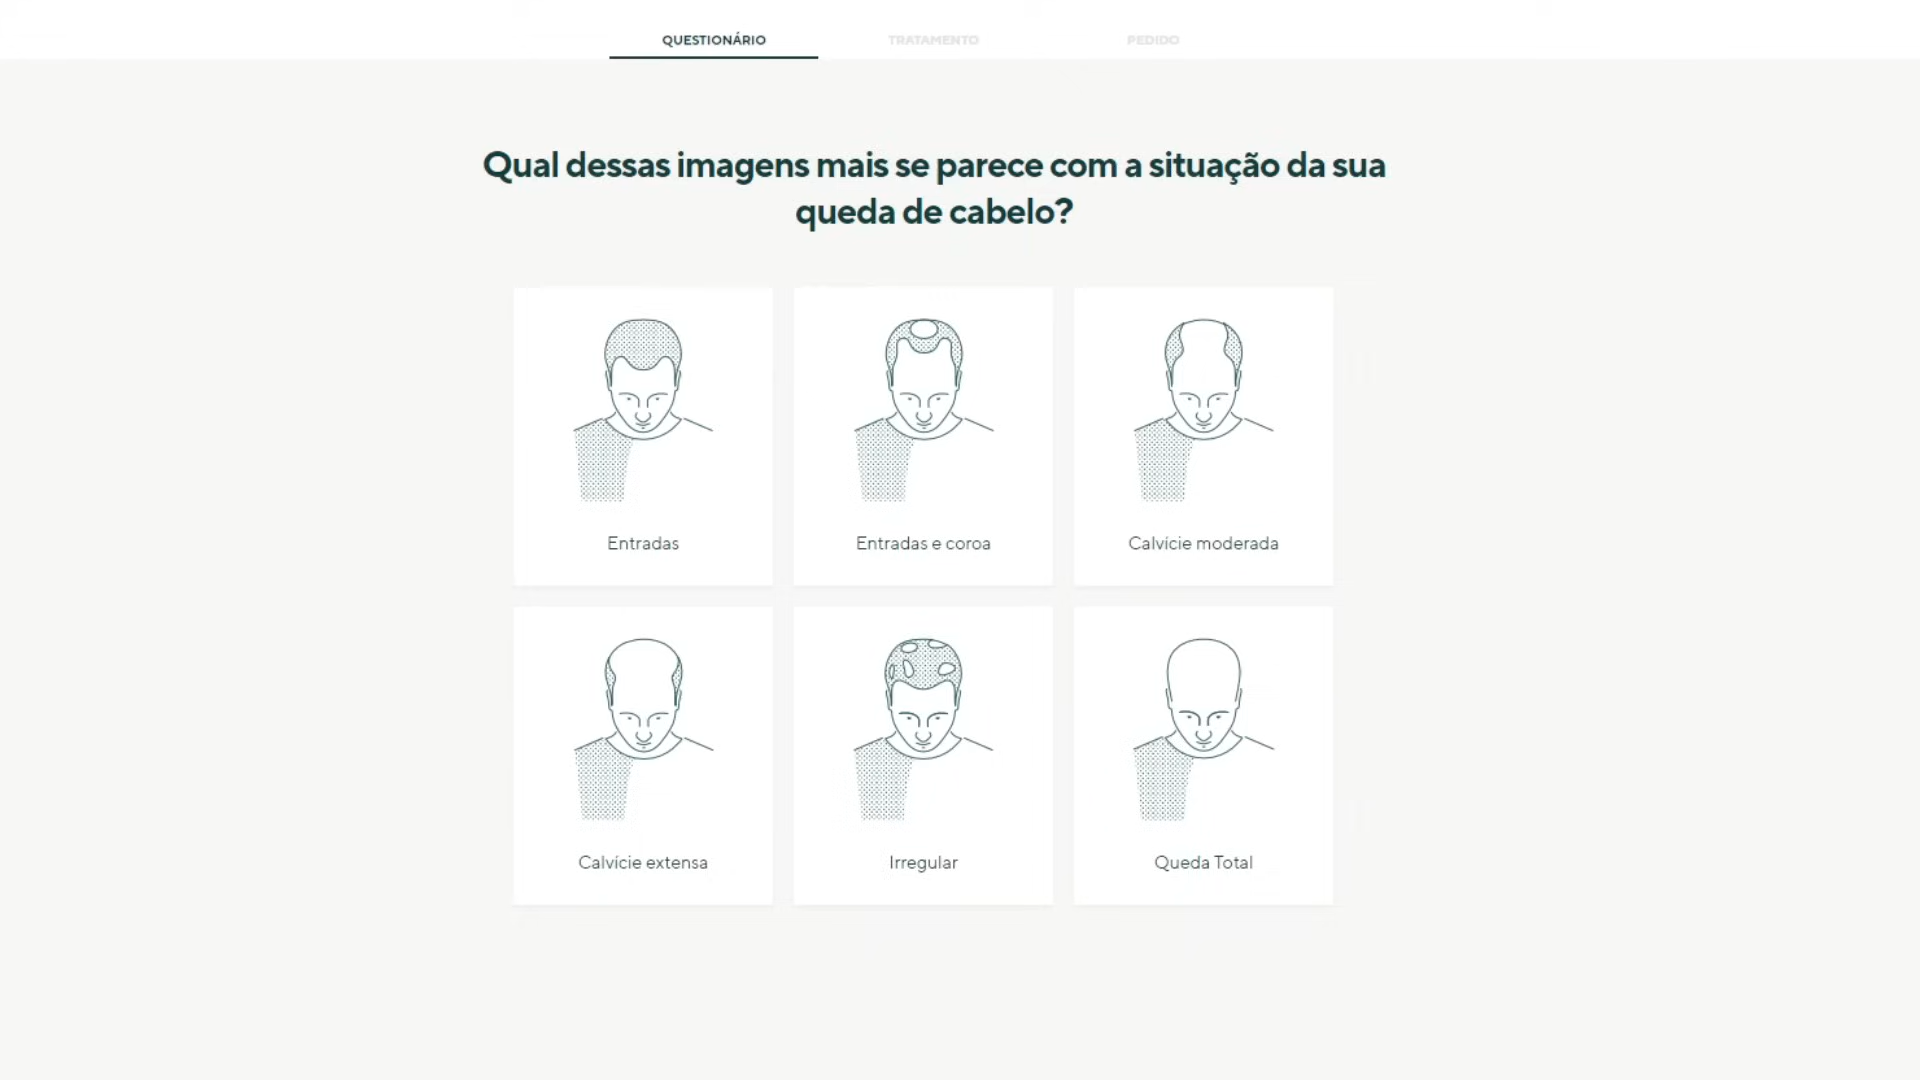 QUESTIONÁRIO
TRATAMENTO
PEDIDO
Qual dessas imagens mais se parece com a situação da sua
queda de cabelo?
Entradas
Entradas e coroa
Calvície moderada
Calvície extensa
Irregular
Queda Total